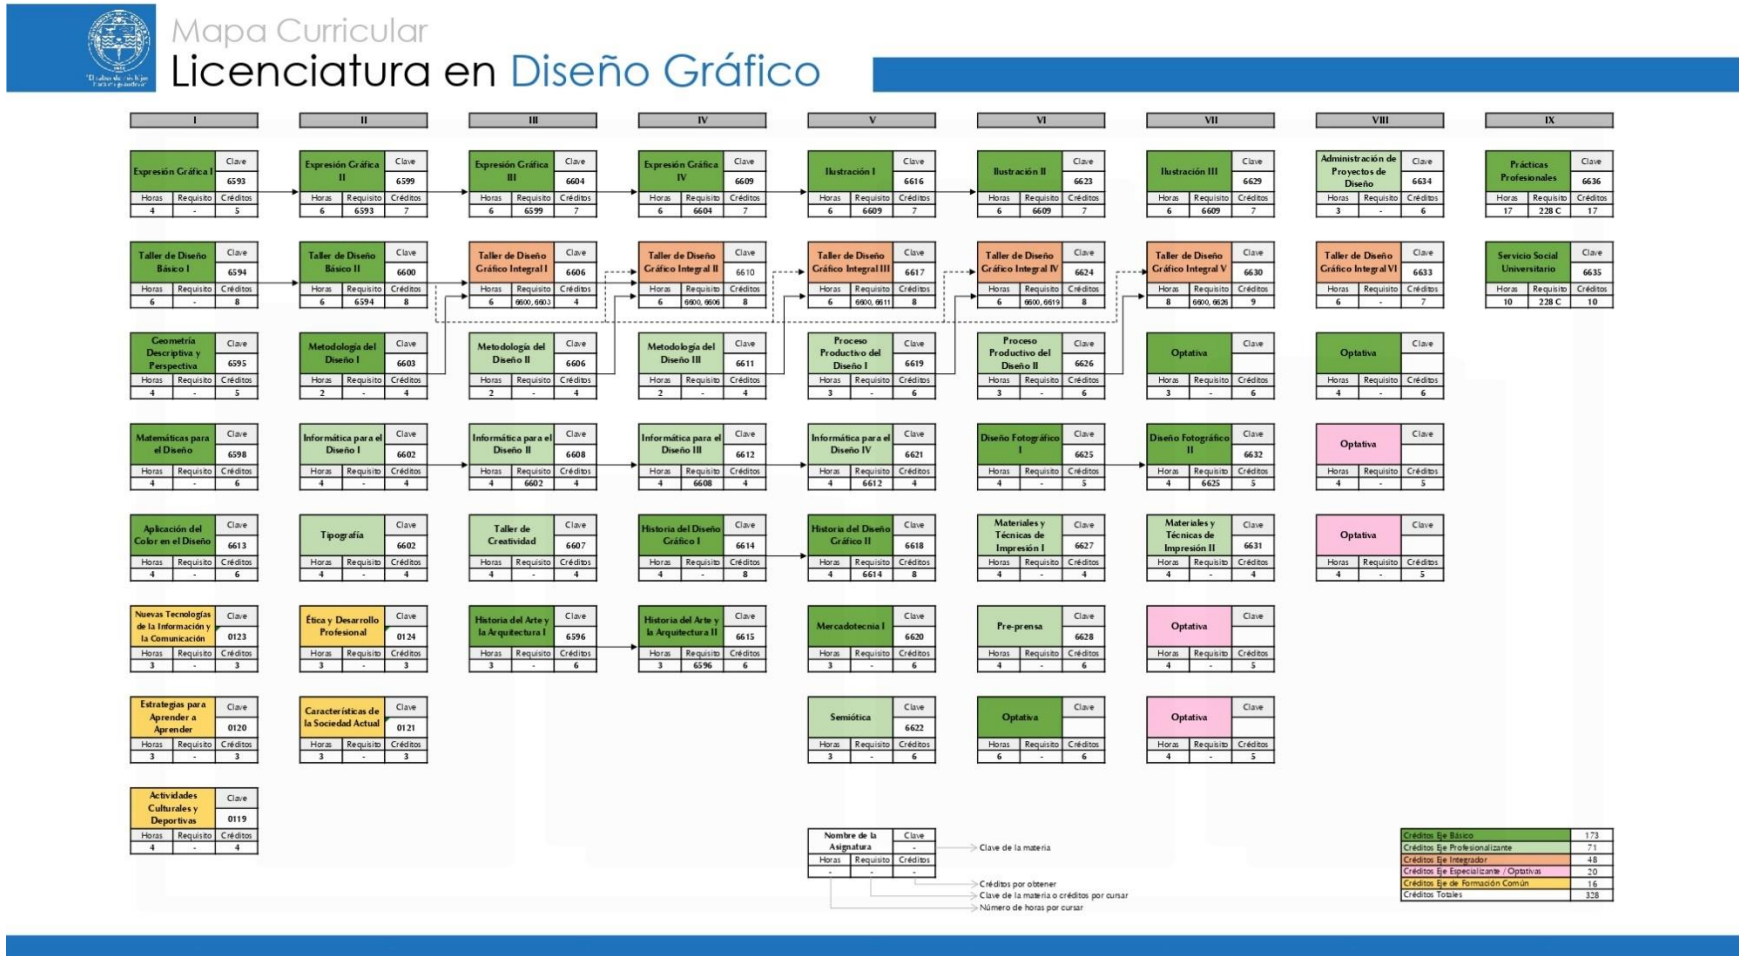 Mapa Curricular
Licenciatura en Diseño Gráfico
I II III IV V VI VII VIII IX
Expresión Gráfica I Clave 6593
Horas Requisito Créditos
4 - 5
Expresión Gráfica II Clave 6599
Horas Requisito Créditos
6 6593 7
Expresión Gráfica III Clave 6604
Horas Requisito Créditos
6 6599 7
Expresión Gráfica IV Clave 6609
Horas Requisito Créditos
6 6604 7
Ilustración I Clave 6616
Horas Requisito Créditos
6 6609 7
Ilustración II Clave 6623
Horas Requisito Créditos
6 6609 7
Ilustración III Clave 6629
Horas Requisito Créditos
6 6609 7
Administración de Proyectos de Diseño Clave 6634
Horas Requisito Créditos
3 - 6
Prácticas Profesionales Clave 6636
Horas Requisito Créditos
17 228 C 17
Taller de Diseño Básico I Clave 6594
Horas Requisito Créditos
6 - 8
Taller de Diseño Básico II Clave 6600
Horas Requisito Créditos
6 6594 8
Taller de Diseño Gráfico Integral I Clave 6606
Horas Requisito Créditos
6 6600, 6603 4
Taller de Diseño Gráfico Integral II Clave 6610
Horas Requisito Créditos
6 6600, 6606 8
Taller de Diseño Gráfico Integral III Clave 6617
Horas Requisito Créditos
6 6600, 6611 8
Taller de Diseño Gráfico Integral IV Clave 6624
Horas Requisito Créditos
6 6600, 6619 8
Taller de Diseño Gráfico Integral V Clave 6630
Horas Requisito Créditos
8 6600, 6626 9
Taller de Diseño Gráfico Integral VI Clave 6633
Horas Requisito Créditos
6 - 7
Servicio Social Universitario Clave 6635
Horas Requisito Créditos
10 228 C 10
Geometría Descriptiva y Perspectiva Clave 6595
Horas Requisito Créditos
4 - 5
Metodología del Diseño I Clave 6603
Horas Requisito Créditos
2 - 4
Metodología del Diseño II Clave 6606
Horas Requisito Créditos
2 - 4
Metodología del Diseño III Clave 6611
Horas Requisito Créditos
2 - 4
Proceso Productivo del Diseño I Clave 6619
Horas Requisito Créditos
3 - 6
Proceso Productivo del Diseño II Clave 6626
Horas Requisito Créditos
3 - 6
Optativa Clave
Horas Requisito Créditos
3 - 6
Optativa Clave
Horas Requisito Créditos
4 - 6
Matemáticas para el Diseño Clave 6598
Horas Requisito Créditos
4 - 6
Informática para el Diseño I Clave 6602
Horas Requisito Créditos
4 - 4
Informática para el Diseño II Clave 6608
Horas Requisito Créditos
4 6602 4
Informática para el Diseño III Clave 6612
Horas Requisito Créditos
4 6608 4
Informática para el Diseño IV Clave 6621
Horas Requisito Créditos
4 6612 4
Diseño Fotográfico I Clave 6625
Horas Requisito Créditos
4 - 5
Diseño Fotográfico II Clave 6632
Horas Requisito Créditos
4 6625 5
Optativa Clave
Horas Requisito Créditos
4 - 5
Aplicación del Color en el Diseño Clave 6613
Horas Requisito Créditos
4 - 6
Tipografía Clave 6602
Horas Requisito Créditos
4 - 4
Taller de Creatividad Clave 6607
Horas Requisito Créditos
4 - 4
Historia del Diseño Gráfico I Clave 6614
Horas Requisito Créditos
4 - 8
Historia del Diseño Gráfico II Clave 6618
Horas Requisito Créditos
4 6614 8
Materiales y Técnicas de Impresión I Clave 6627
Horas Requisito Créditos
4 - 4
Materiales y Técnicas de Impresión II Clave 6631
Horas Requisito Créditos
4 - 4
Optativa Clave
Horas Requisito Créditos
4 - 5
Nuevas Tecnologías de la Información y la Comunicación Clave 0123
Horas Requisito Créditos
3 - 3
Ética y Desarrollo Profesional Clave 0124
Horas Requisito Créditos
3 - 3
Historia del Arte y la Arquitectura I Clave 6596
Horas Requisito Créditos
3 - 6
Historia del Arte y la Arquitectura II Clave 6615
Horas Requisito Créditos
3 6596 6
Mercadotecnia I Clave 6620
Horas Requisito Créditos
3 - 6
Pre-prensa Clave 6628
Horas Requisito Créditos
4 - 6
Optativa Clave
Horas Requisito Créditos
4 - 5
Estrategias para Aprender a Aprender Clave 0120
Horas Requisito Créditos
3 - 3
Características de la Sociedad Actual Clave 0121
Horas Requisito Créditos
3 - 3
Semiótica Clave 6622
Horas Requisito Créditos
3 - 6
Optativa Clave
Horas Requisito Créditos
6 - 6
Optativa Clave
Horas Requisito Créditos
4 - 5
Actividades Culturales y Deportivas Clave 0119
Horas Requisito Créditos
4 - 4
Nombre de la Asignatura Clave -
Horas Requisito Créditos
- - -
Clave de la materia
Créditos por obtener
Clave de la materia o créditos por cursar
Número de horas por cursar
Créditos Eje Básico 173
Créditos Eje Profesionalizante 71
Créditos Eje Integrador 48
Créditos Eje Especializante / Optativas 20
Créditos Eje de Formación Común 16
Créditos Totales 328